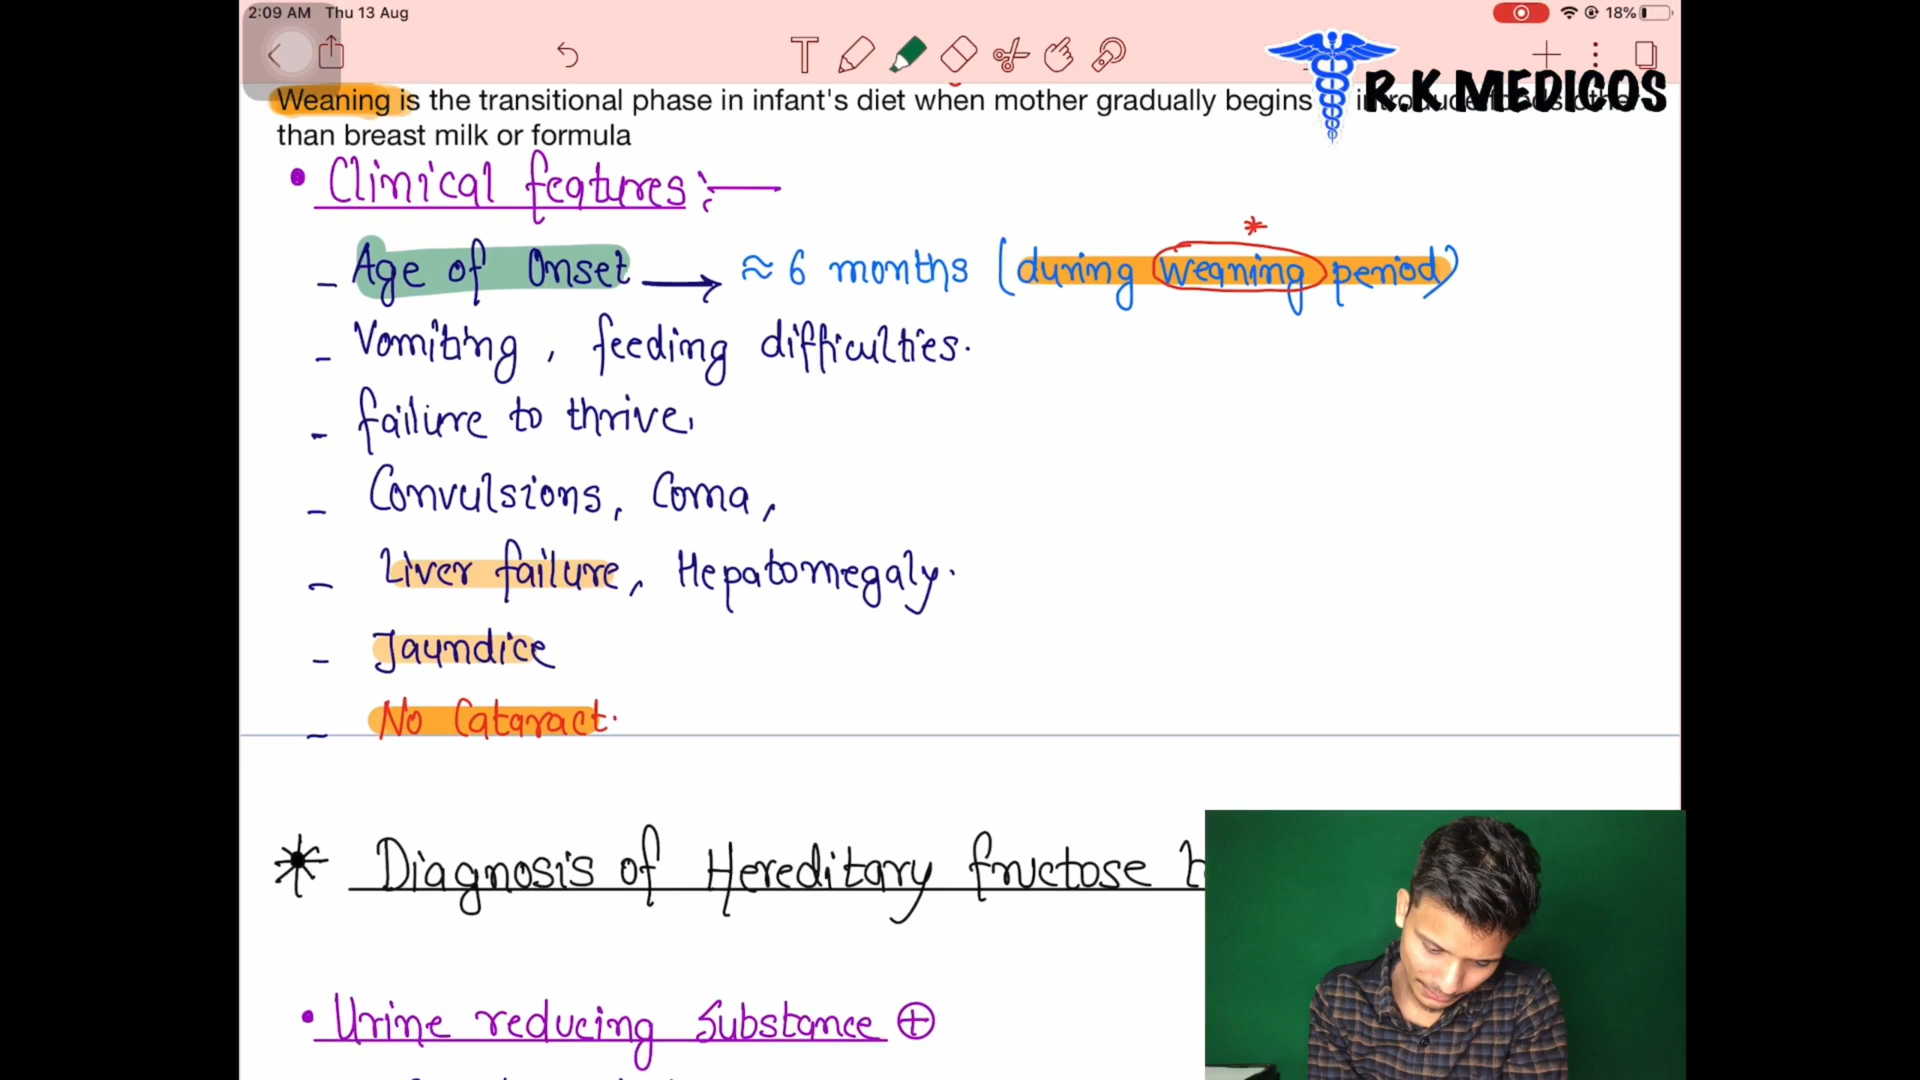 2:09 AM Thu 13 Aug
18%
T
R.K MEDICOS
Weaning is the transitional phase in infant's diet when mother gradually begins
than breast milk or formula
• Clinical features :-
- Age of Onset → ≈ 6 months (during weaning period)
*
- Vomiting, feeding difficulties.
- failure to thrive,
- Convulsions, Coma,
- Liver failure, Hepatomegaly.
- Jaundice
- No Cataract.
* Diagnosis of Hereditary fructose
• Urine reducing Substance ⊕